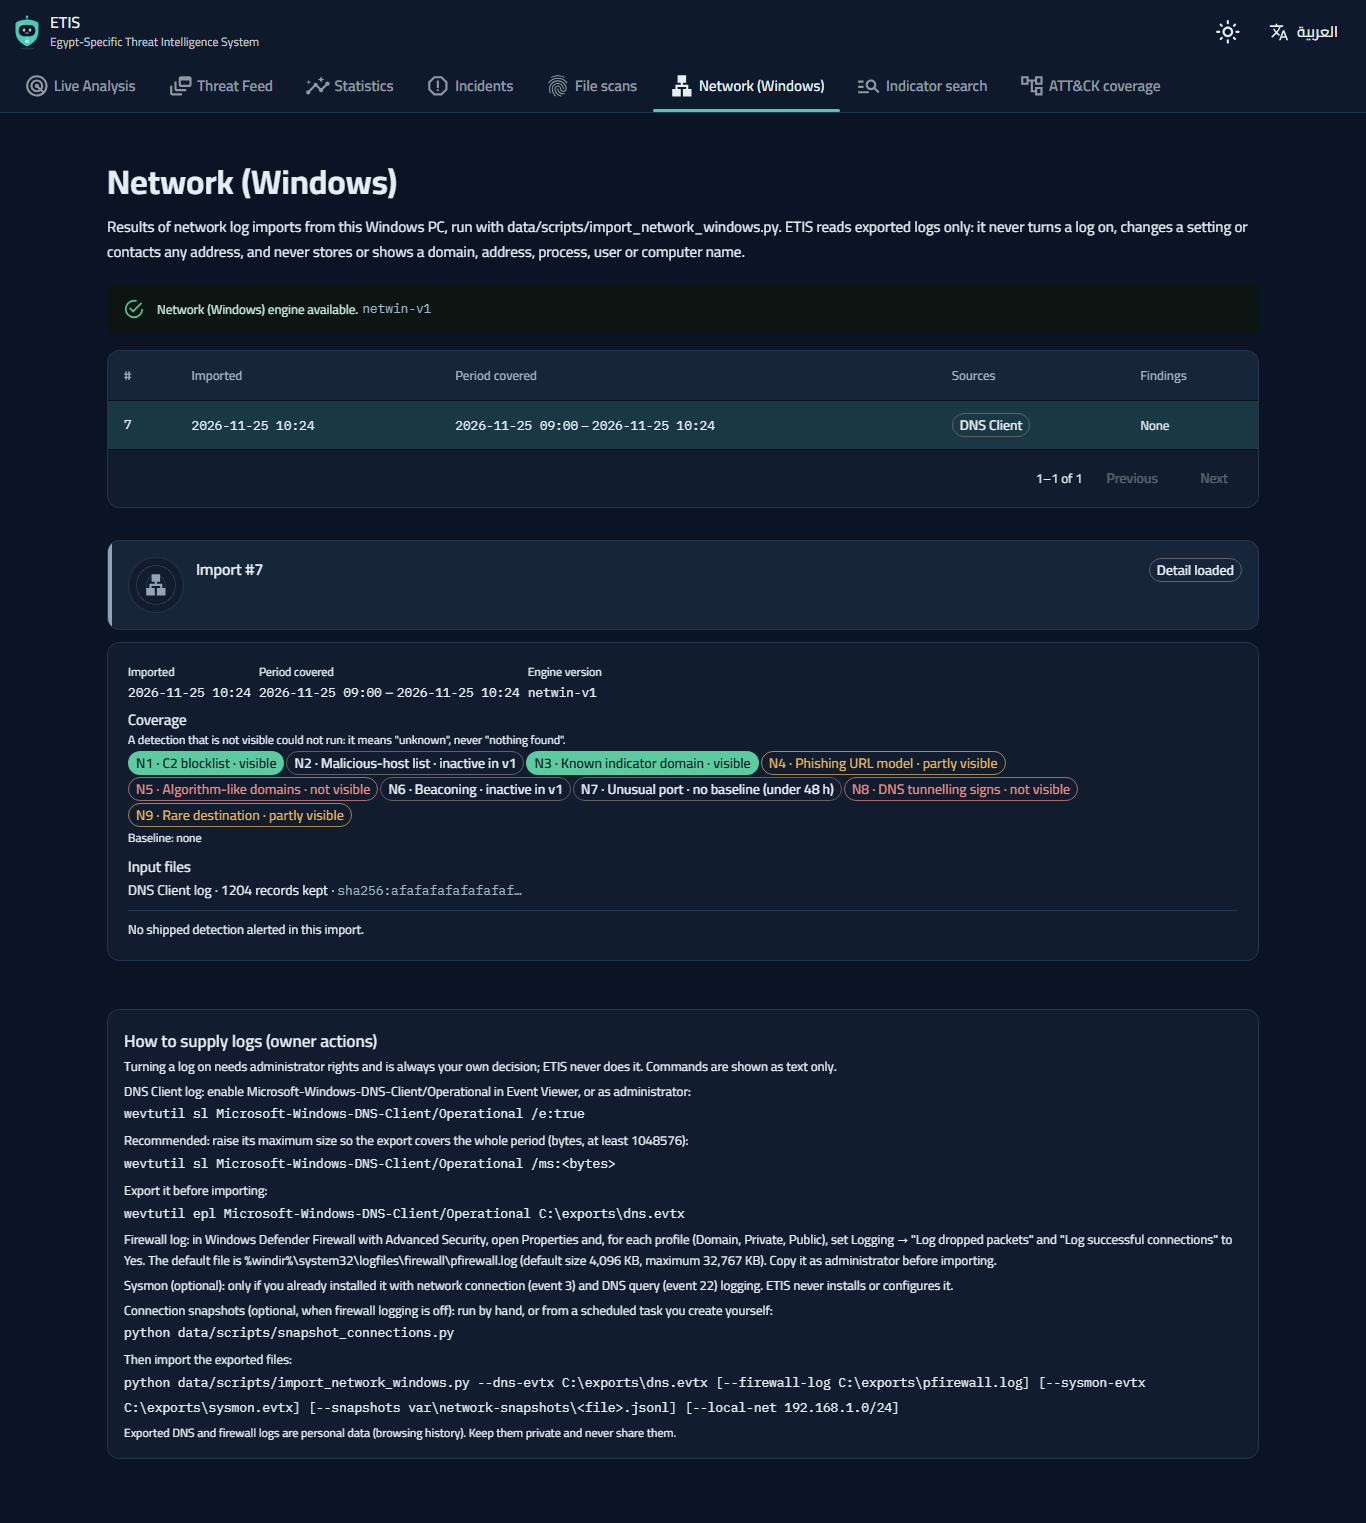 ETIS
Egypt-Specific Threat Intelligence System
العربية
Live Analysis
Threat Feed
Statistics
Incidents
File scans
Network (Windows)
Indicator search
ATT&CK coverage
Network (Windows)
Results of network log imports from this Windows PC, run with data/scripts/import_network_windows.py. ETIS reads exported logs only: it never turns a log on, changes a setting or
contacts any address, and never stores or shows a domain, address, process, user or computer name.
Network (Windows) engine available. netwin-v1
# Imported Period covered Sources Findings
7 2026-11-25 10:24 2026-11-25 09:00 – 2026-11-25 10:24 DNS Client None
1–1 of 1 Previous Next
Import #7
Detail loaded
Imported Period covered Engine version
2026-11-25 10:24 2026-11-25 09:00 – 2026-11-25 10:24 netwin-v1
Coverage
A detection that is not visible could not run: it means "unknown", never "nothing found".
N1 · C2 blocklist · visible N2 · Malicious-host list · inactive in v1 N3 · Known indicator domain · visible N4 · Phishing URL model · partly visible
N5 · Algorithm-like domains · not visible N6 · Beaconing · inactive in v1 N7 · Unusual port · no baseline (under 48 h) N8 · DNS tunnelling signs · not visible
N9 · Rare destination · partly visible
Baseline: none
Input files
DNS Client log · 1204 records kept · sha256:afafafafafafafaf…
No shipped detection alerted in this import.
How to supply logs (owner actions)
Turning a log on needs administrator rights and is always your own decision; ETIS never does it. Commands are shown as text only.
DNS Client log: enable Microsoft-Windows-DNS-Client/Operational in Event Viewer, or as administrator:
wevtutil sl Microsoft-Windows-DNS-Client/Operational /e:true
Recommended: raise its maximum size so the export covers the whole period (bytes, at least 1048576):
wevtutil sl Microsoft-Windows-DNS-Client/Operational /ms:<bytes>
Export it before importing:
wevtutil epl Microsoft-Windows-DNS-Client/Operational C:\exports\dns.evtx
Firewall log: in Windows Defender Firewall with Advanced Security, open Properties and, for each profile (Domain, Private, Public), set Logging → "Log dropped packets" and "Log successful connections" to
Yes. The default file is %windir%\system32\logfiles\firewall\pfirewall.log (default size 4,096 KB, maximum 32,767 KB). Copy it as administrator before importing.
Sysmon (optional): only if you already installed it with network connection (event 3) and DNS query (event 22) logging. ETIS never installs or configures it.
Connection snapshots (optional, when firewall logging is off): run by hand, or from a scheduled task you create yourself:
python data/scripts/snapshot_connections.py
Then import the exported files:
python data/scripts/import_network_windows.py --dns-evtx C:\exports\dns.evtx [--firewall-log C:\exports\pfirewall.log] [--sysmon-evtx
C:\exports\sysmon.evtx] [--snapshots var\network-snapshots\<file>.jsonl] [--local-net 192.168.1.0/24]
Exported DNS and firewall logs are personal data (browsing history). Keep them private and never share them.